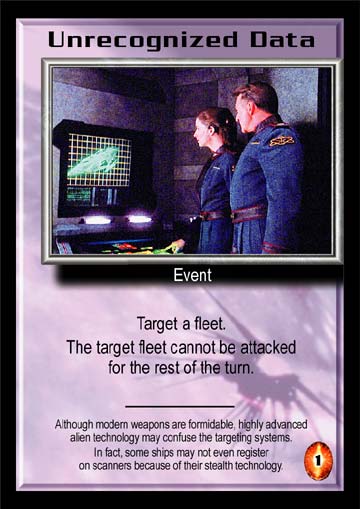 Unrecognized Data
Event
Target a fleet.
The target fleet cannot be attacked
for the rest of the turn.
Although modern weapons are formidable, highly advanced
alien technology may confuse the targeting systems.
In fact, some ships may not even register
on scanners because of their stealth technology.
1